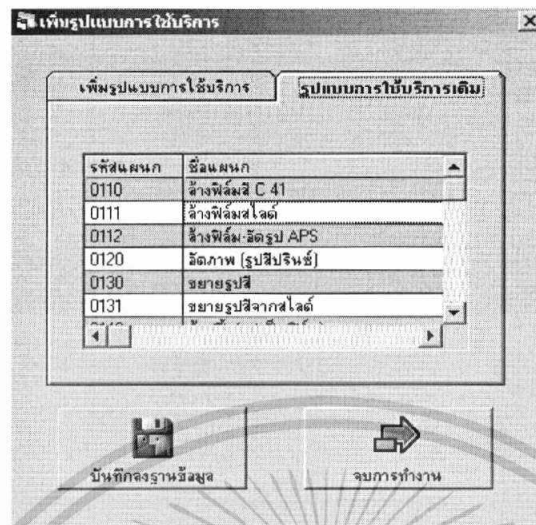 เพิ่มรูปแบบการใช้บริการ
เพิ่มรูปแบบการใช้บริการ
รูปแบบการใช้บริการเดิม
รหัสแผนก ชื่อแผนก
0110 ล้างฟิล์มสี C 41
0111 ล้างฟิล์มสไลด์
0112 ล้างฟิล์ม-อัดรูป APS
0120 อัดภาพ (รูปสีปรินช์)
0130 ขยายรูปสี
0131 ขยายรูปสีจากสไลด์
บันทึกลงฐานข้อมูล
จบการทำงาน